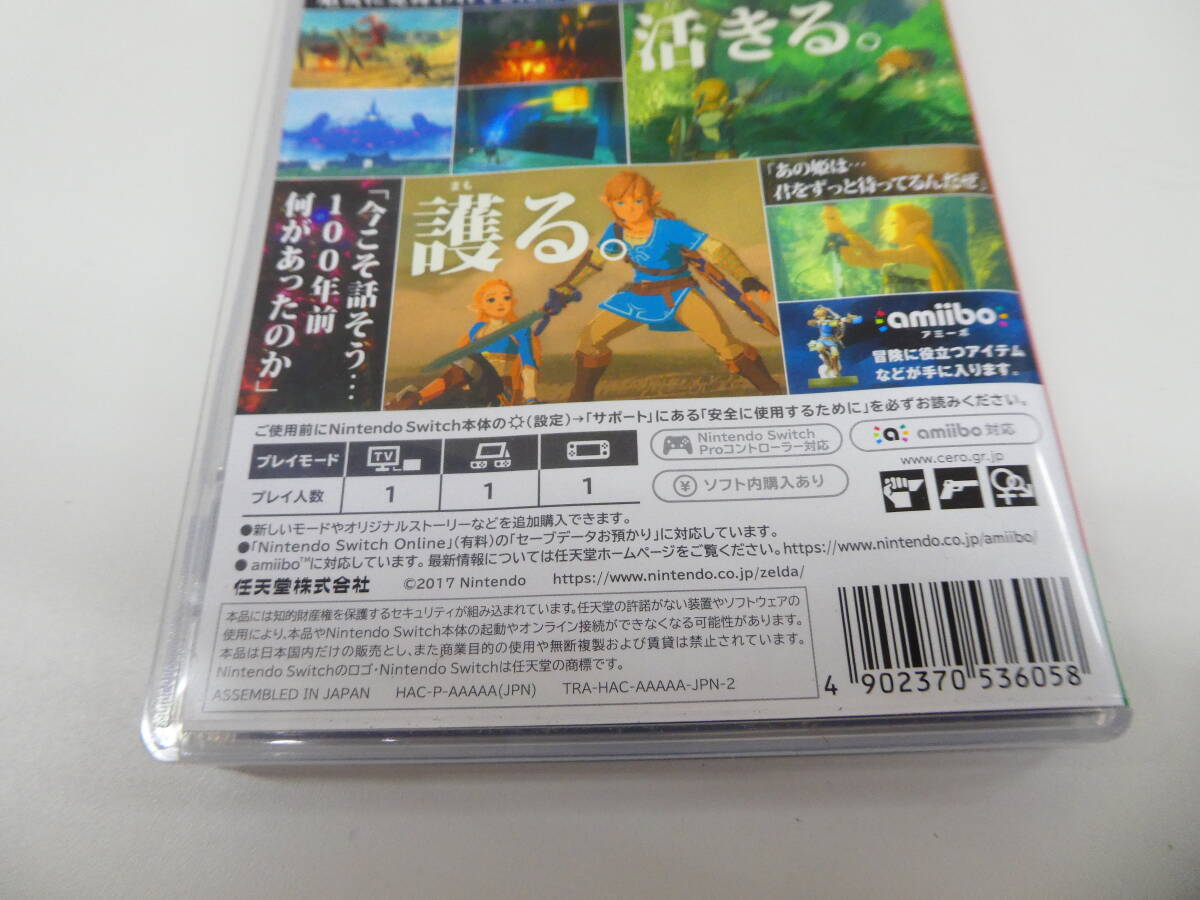 活きる。
「あの姫は…
君をずっと待ってるんだぜ」
「今こそ話そう…
100年前
何があったのか」
まも
護る。
amiibo
アミーボ
冒険に役立つアイテム
などが手に入ります。
ご使用前にNintendo Switch本体の(設定)→「サポート」にある「安全に使用するために」を必ずお読みください。
プレイモード TV
プレイ人数 1 1 1
Nintendo Switch
Proコントローラー対応
a amiibo 対応
¥ ソフト内購入あり
www.cero.gr.jp
●新しいモードやオリジナルストーリーなどを追加購入できます。
●「Nintendo Switch Online」(有料)の「セーブデータお預かり」に対応しています。
●amiibo™に対応しています。最新情報については任天堂ホームページをご覧ください。https://www.nintendo.co.jp/amiibo/
任天堂株式会社 ©2017 Nintendo https://www.nintendo.co.jp/zelda/
本品には知的財産権を保護するセキュリティが組み込まれています。任天堂の許諾がない装置やソフトウェアの
使用により、本品やNintendo Switch本体の起動やオンライン接続ができなくなる可能性があります。
本品は日本国内だけの販売とし、また商業目的の使用や無断複製および賃貸は禁止されています。
Nintendo Switchのロゴ・Nintendo Switchは任天堂の商標です。
ASSEMBLED IN JAPAN HAC-P-AAAAA(JPN) TRA-HAC-AAAAA-JPN-2
4 902370 536058